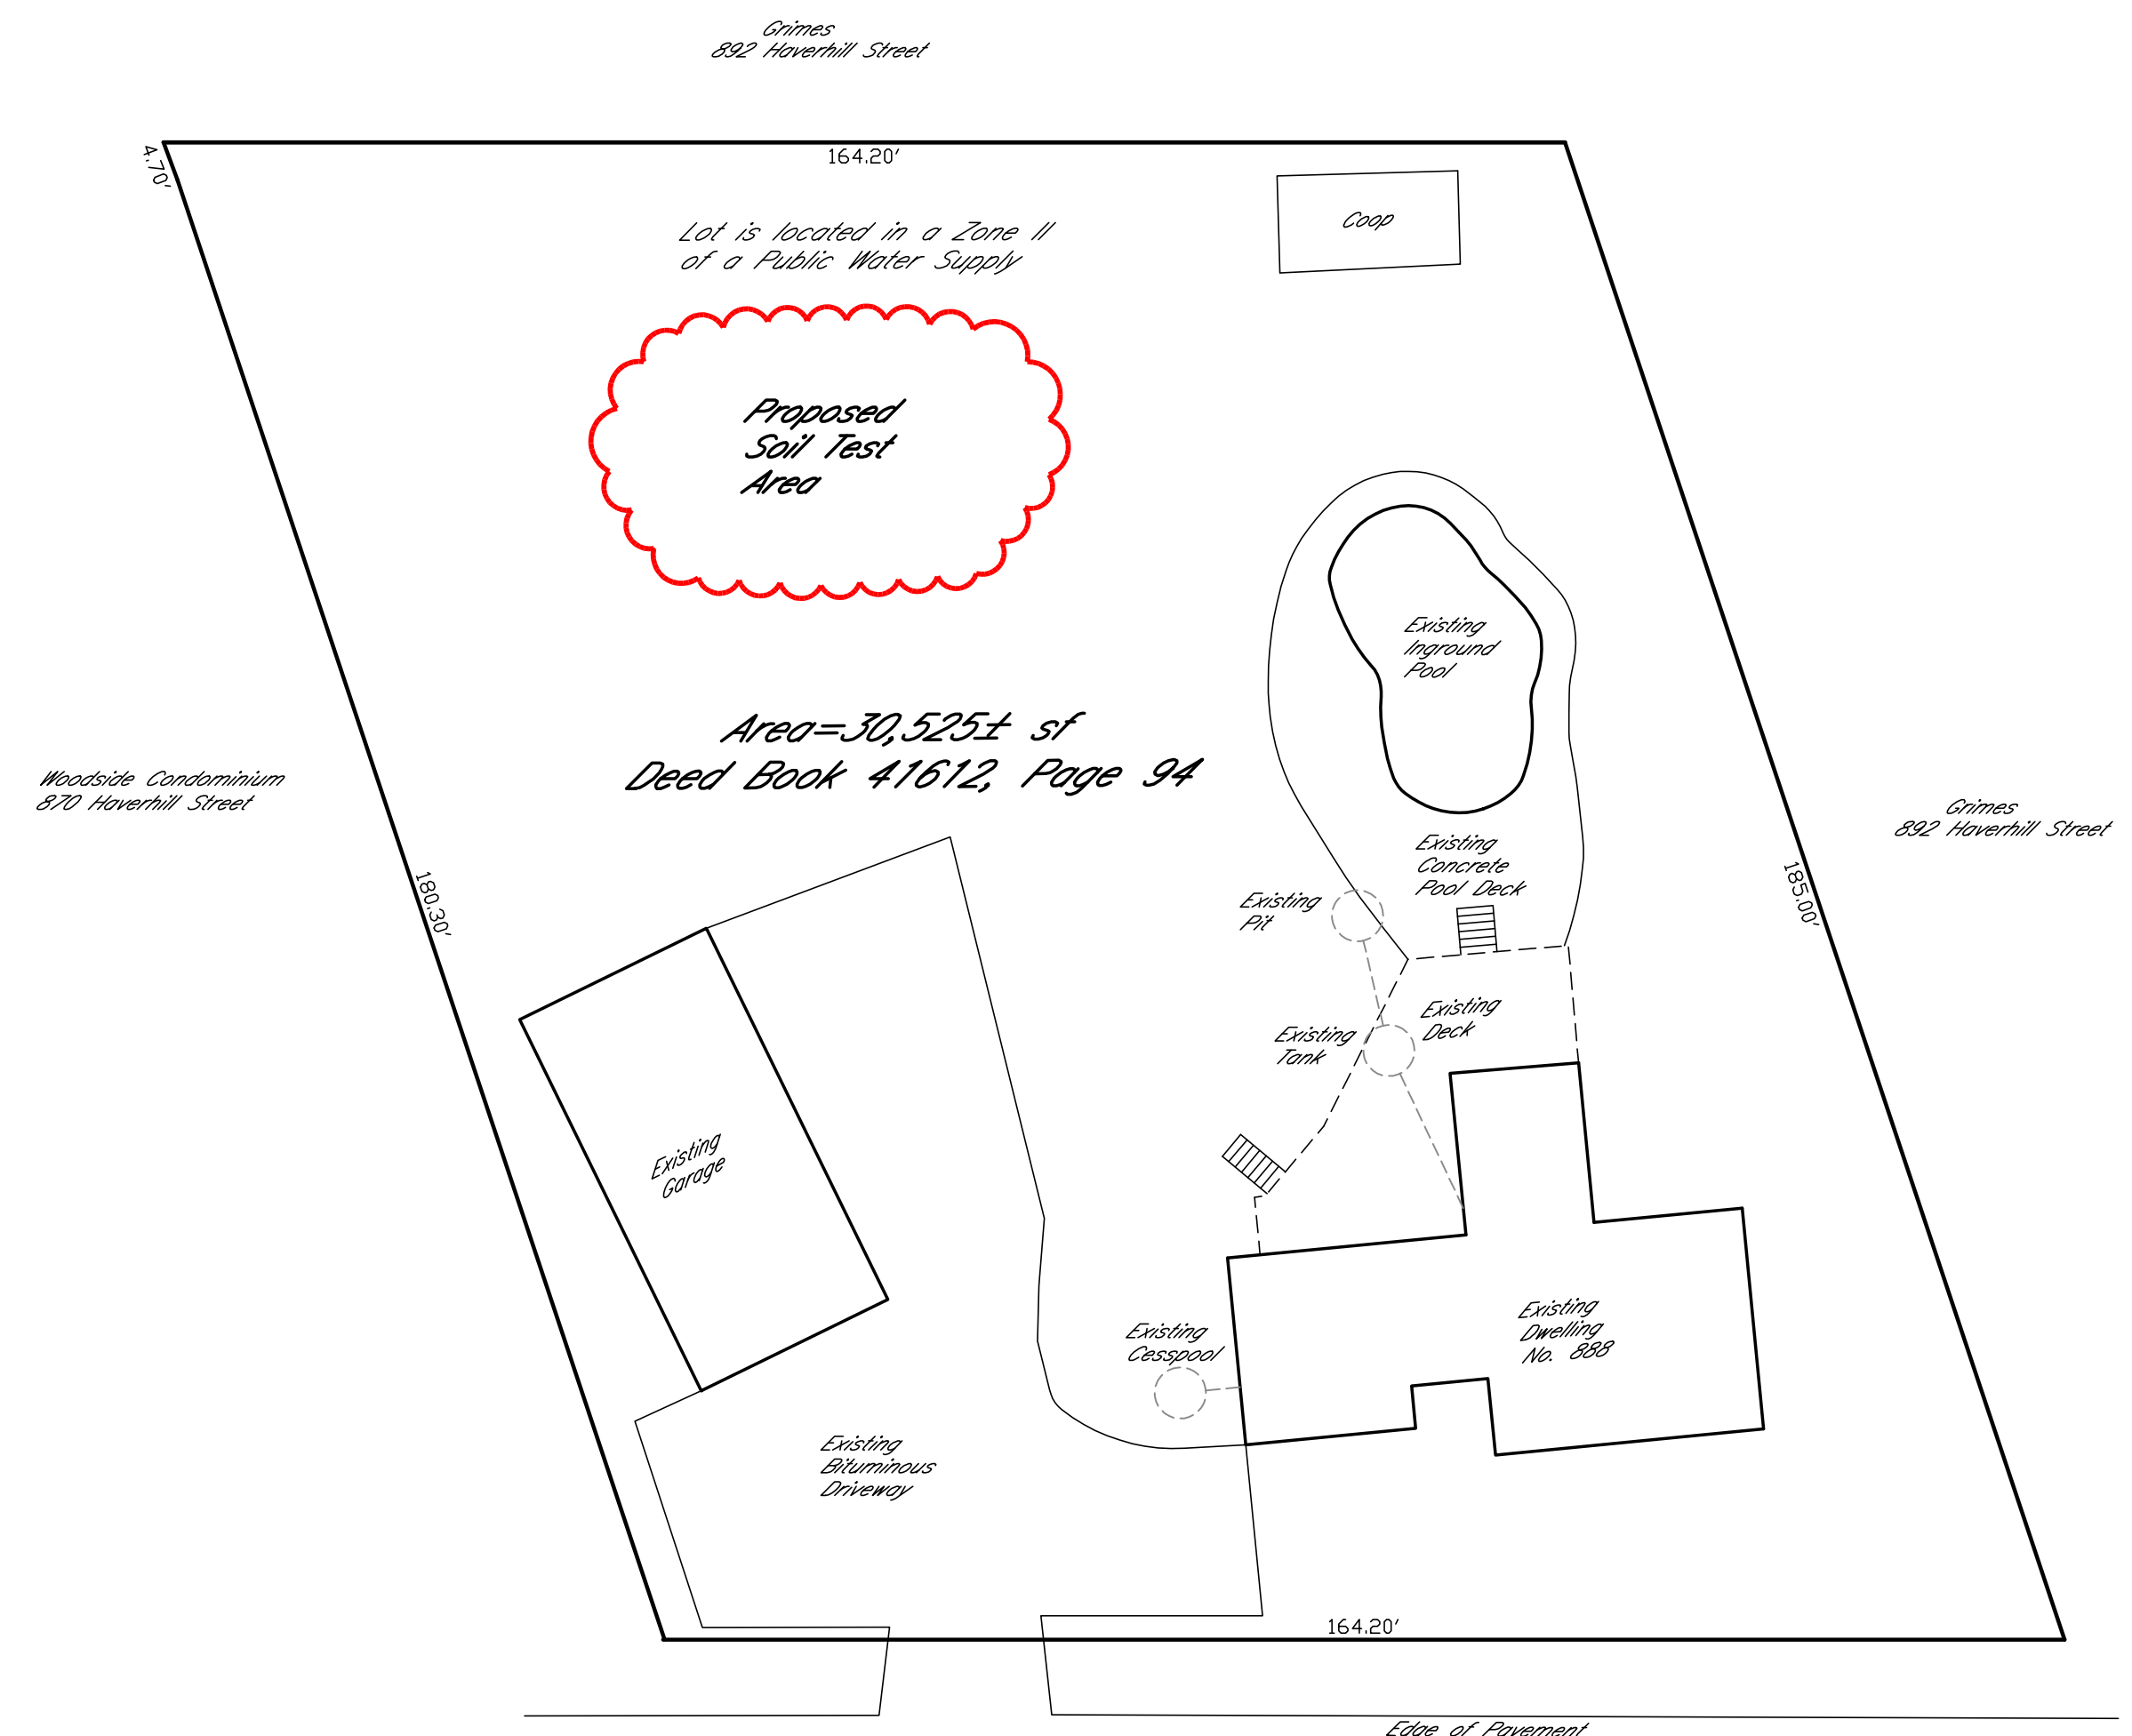 Grimes
892 Haverhill Street
4.70'
164.20'
Coop
Lot is located in a Zone II
of a Public Water Supply
Proposed
Soil Test
Area
Existing
Inground
Pool
Area=30,525± sf
Deed Book 41612, Page 94
Woodside Condominium
870 Haverhill Street
Grimes
892 Haverhill Street
180.30'
185.00'
Existing
Concrete
Pool Deck
Existing
Pit
Existing
Deck
Existing
Tank
Existing
Garage
Existing
Dwelling
No. 888
Existing
Cesspool
Existing
Bituminous
Driveway
164.20'
Edge of Pavement